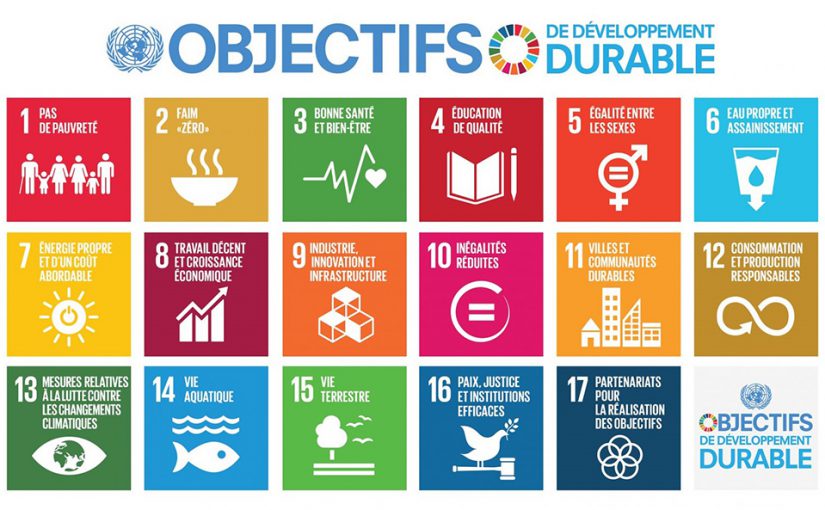 OBJECTIFS
DE DÉVELOPPEMENT
DURABLE
1 PAS
DE PAUVRETÉ
2 FAIM
«ZÉRO»
3 BONNE SANTÉ
ET BIEN-ÊTRE
4 ÉDUCATION
DE QUALITÉ
5 ÉGALITÉ ENTRE
LES SEXES
6 EAU PROPRE ET
ASSAINISSEMENT
7 ÉNERGIE PROPRE
ET D'UN COÛT
ABORDABLE
8 TRAVAIL DÉCENT
ET CROISSANCE
ÉCONOMIQUE
9 INDUSTRIE,
INNOVATION ET
INFRASTRUCTURE
10 INÉGALITÉS
RÉDUITES
11 VILLES ET
COMMUNAUTÉS
DURABLES
12 CONSOMMATION
ET PRODUCTION
RESPONSABLES
13 MESURES RELATIVES
À LA LUTTE CONTRE
LES CHANGEMENTS
CLIMATIQUES
14 VIE
AQUATIQUE
15 VIE
TERRESTRE
16 PAIX, JUSTICE
ET INSTITUTIONS
EFFICACES
17 PARTENARIATS
POUR
LA RÉALISATION
DES OBJECTIFS
OBJECTIFS
DE DÉVELOPPEMENT
DURABLE